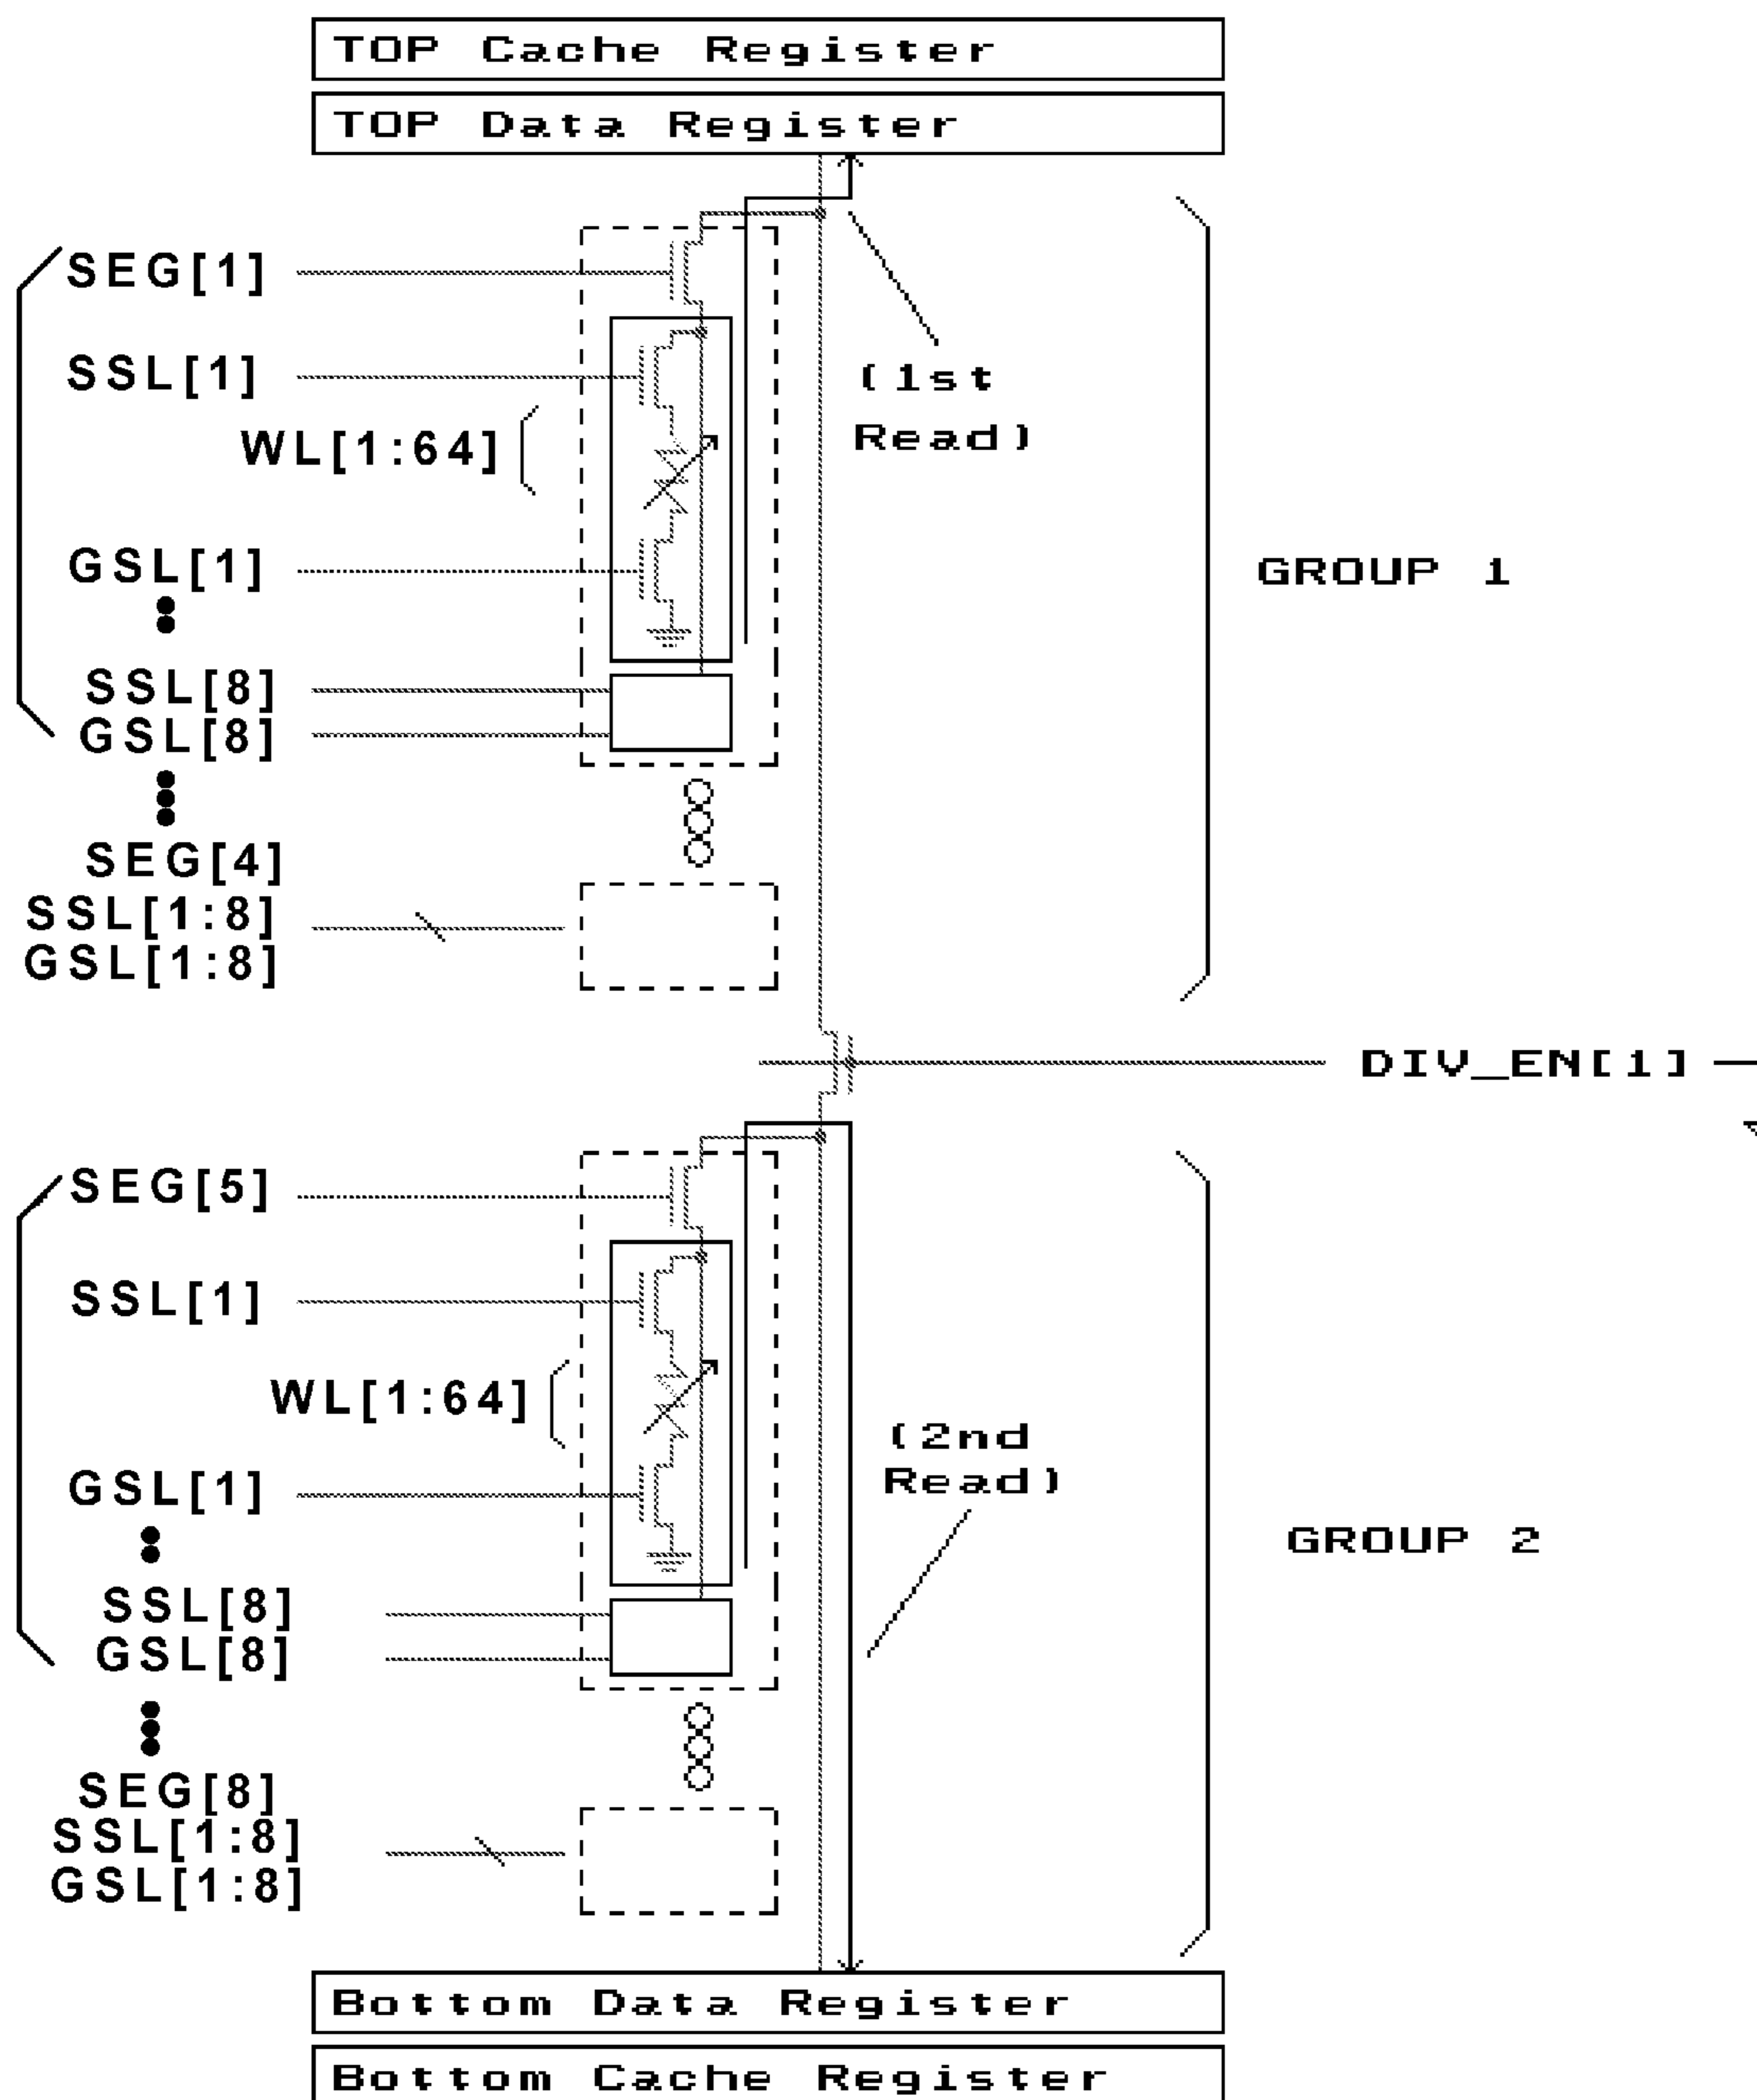 TOP Cache Register
TOP Data Register
SEG[1]
SSL[1]
(1st
Read)
WL[1:64]
GSL[1]
GROUP 1
SSL[8]
GSL[8]
SEG[4]
SSL[1:8]
GSL[1:8]
DIV_EN[1]
SEG[5]
SSL[1]
WL[1:64]
(2nd
Read)
GSL[1]
GROUP 2
SSL[8]
GSL[8]
SEG[8]
SSL[1:8]
GSL[1:8]
Bottom Data Register
Bottom Cache Register